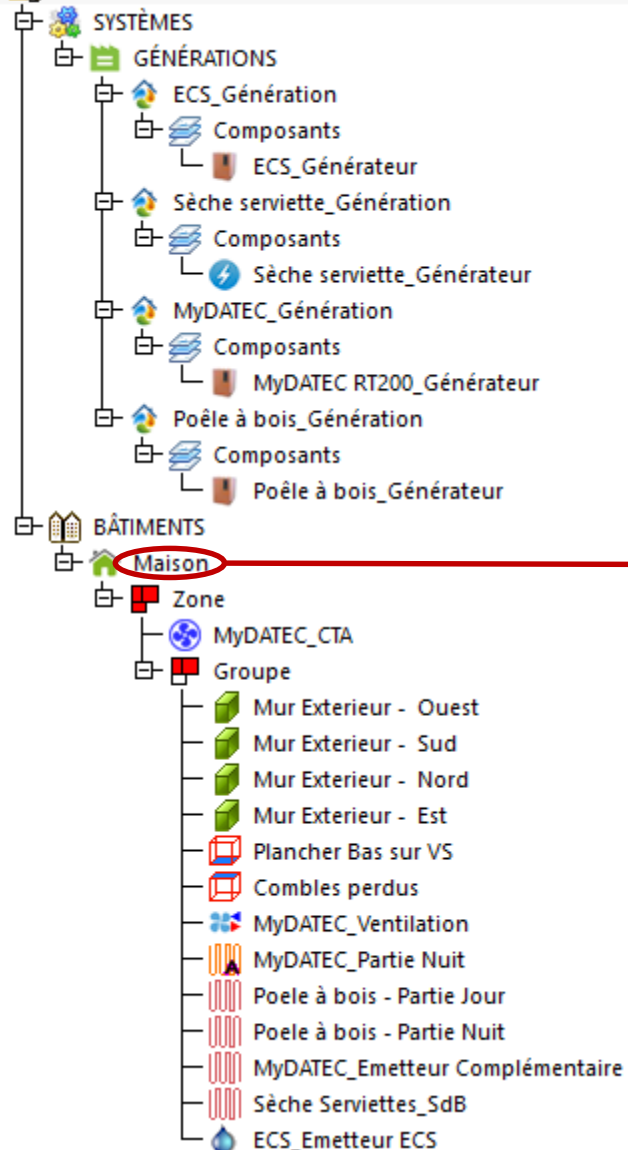 SYSTÈMES
GÉNÉRATIONS
ECS_Génération
Composants
ECS_Générateur
Sèche serviette_Génération
Composants
Sèche serviette_Générateur
MyDATEC_Génération
Composants
MyDATEC RT200_Générateur
Poêle à bois_Génération
Composants
Poêle à bois_Générateur
BÂTIMENTS
Maison
Zone
MyDATEC_CTA
Groupe
Mur Exterieur - Ouest
Mur Exterieur - Sud
Mur Exterieur - Nord
Mur Exterieur - Est
Plancher Bas sur VS
Combles perdus
MyDATEC_Ventilation
MyDATEC_Partie Nuit
Poele à bois - Partie Jour
Poele à bois - Partie Nuit
MyDATEC_Emetteur Complémentaire
Sèche Serviettes_SdB
ECS_Emetteur ECS